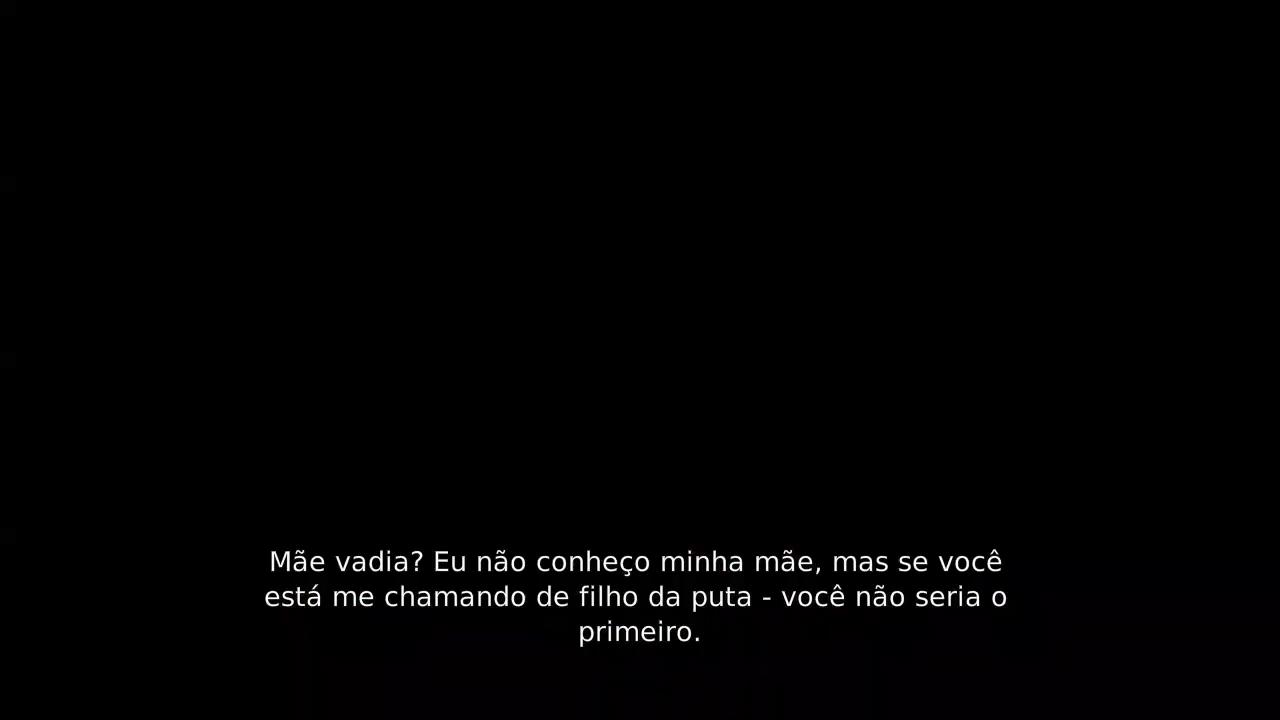 Mãe vadia? Eu não conheço minha mãe, mas se você
está me chamando de filho da puta - você não seria o
primeiro.